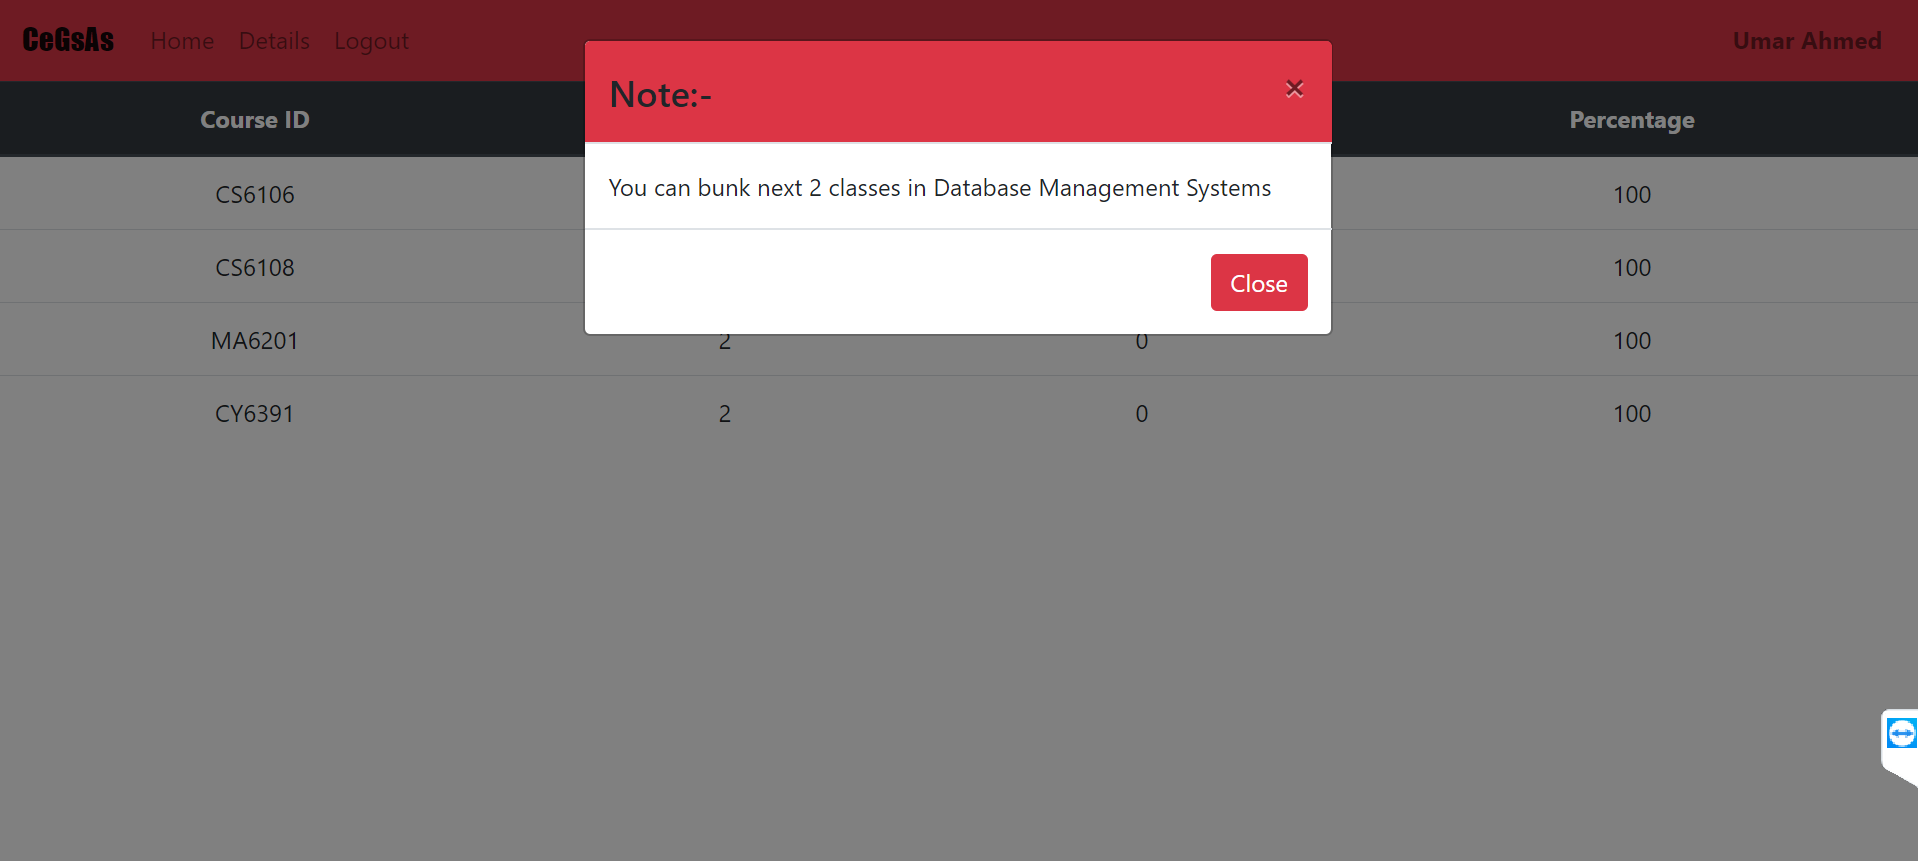 CeGsAs Home Details Logout Umar Ahmed
Note:- ×
You can bunk next 2 classes in Database Management Systems
Close
Course ID Percentage
CS6106 100
CS6108 100
MA6201 2 0 100
CY6391 2 0 100